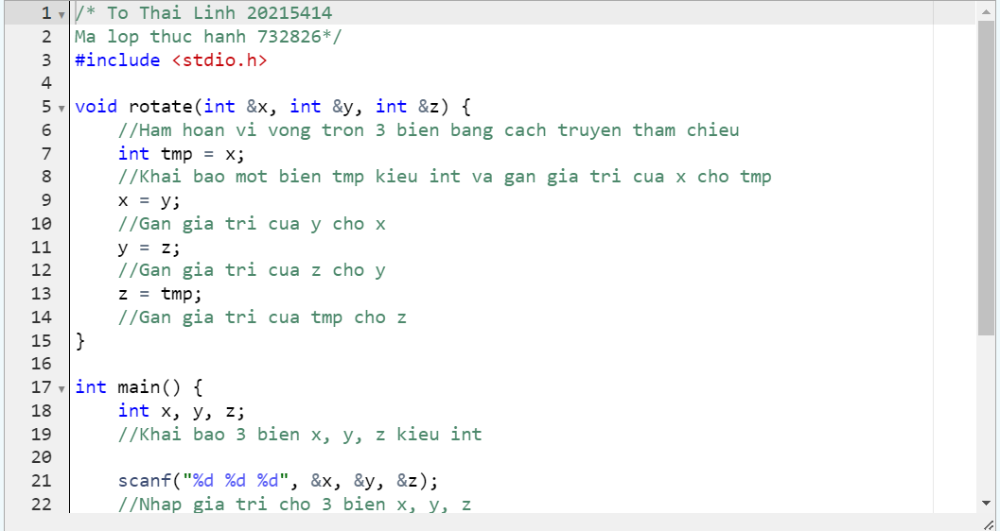 1 /* To Thai Linh 20215414
2 Ma lop thuc hanh 732826*/
3 #include <stdio.h>
4
5 void rotate(int &x, int &y, int &z) {
6     //Ham hoan vi vong tron 3 bien bang cach truyen tham chieu
7     int tmp = x;
8     //Khai bao mot bien tmp kieu int va gan gia tri cua x cho tmp
9     x = y;
10     //Gan gia tri cua y cho x
11     y = z;
12     //Gan gia tri cua z cho y
13     z = tmp;
14     //Gan gia tri cua tmp cho z
15 }
16
17 int main() {
18     int x, y, z;
19     //Khai bao 3 bien x, y, z kieu int
20
21     scanf("%d %d %d", &x, &y, &z);
22     //Nhap gia tri cho 3 bien x, y, z